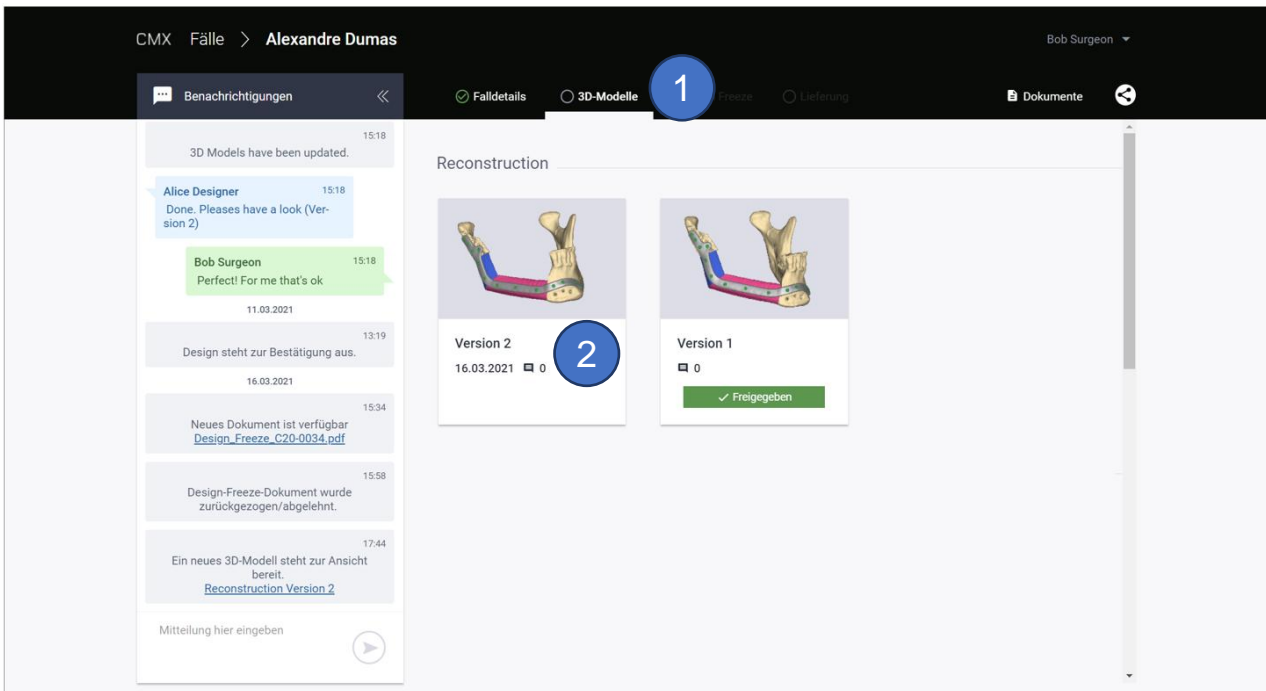 CMX Fälle > Alexandre Dumas
Bob Surgeon
Benachrichtigungen
Falldetails
3D-Modelle
1
Freeze
Lieferung
Dokumente
15:18
3D Models have been updated.
Alice Designer 15:18
Done. Pleases have a look (Ver-
sion 2)
Bob Surgeon 15:18
Perfect! For me that's ok
11.03.2021
13:19
Design steht zur Bestätigung aus.
16.03.2021
15:34
Neues Dokument ist verfügbar
Design_Freeze_C20-0034.pdf
15:58
Design-Freeze-Dokument wurde
zurückgezogen/abgelehnt.
17:44
Ein neues 3D-Modell steht zur Ansicht
bereit.
Reconstruction Version 2
Mitteilung hier eingeben
Reconstruction
Version 2
16.03.2021 0
2
Version 1
0
Freigegeben